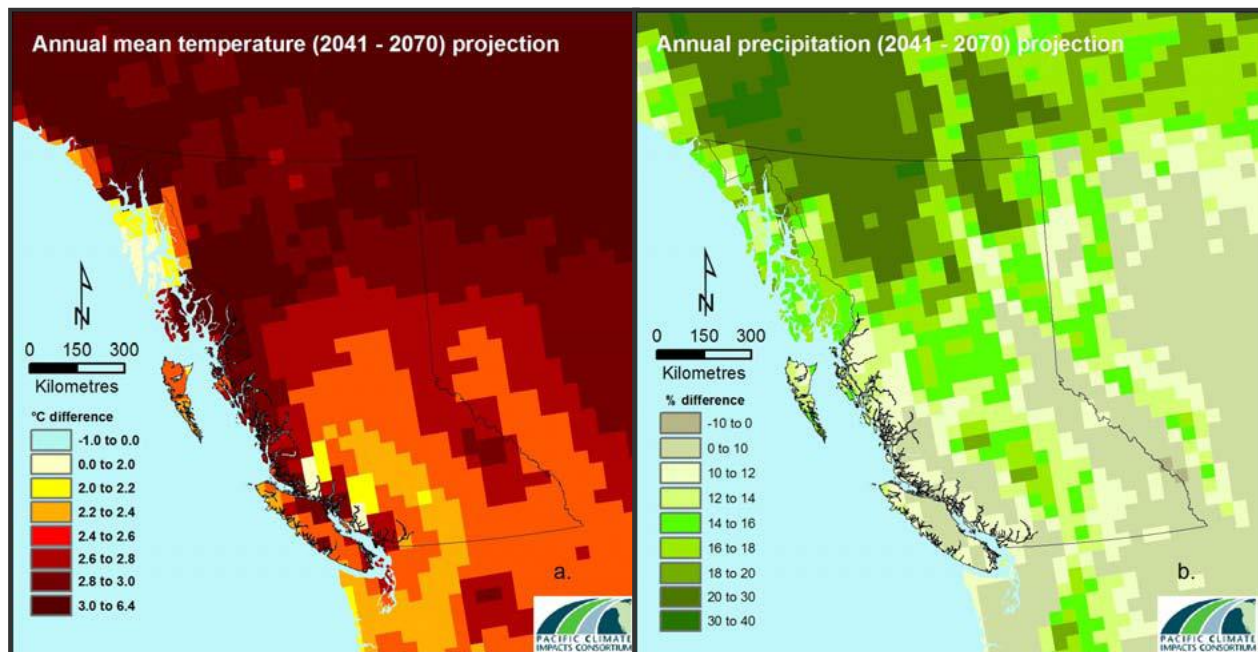 Annual mean temperature (2041 - 2070) projection
N
0 150 300
Kilometres
°C difference
-1.0 to 0.0
0.0 to 2.0
2.0 to 2.2
2.2 to 2.4
2.4 to 2.6
2.6 to 2.8
2.8 to 3.0
3.0 to 6.4
a.
PACIFIC CLIMATE
IMPACTS CONSORTIUM
Annual precipitation (2041 - 2070) projection
N
0 150 300
Kilometres
% difference
-10 to 0
0 to 10
10 to 12
12 to 14
14 to 16
16 to 18
18 to 20
20 to 30
30 to 40
b.
PACIFIC CLIMATE
IMPACTS CONSORTIUM